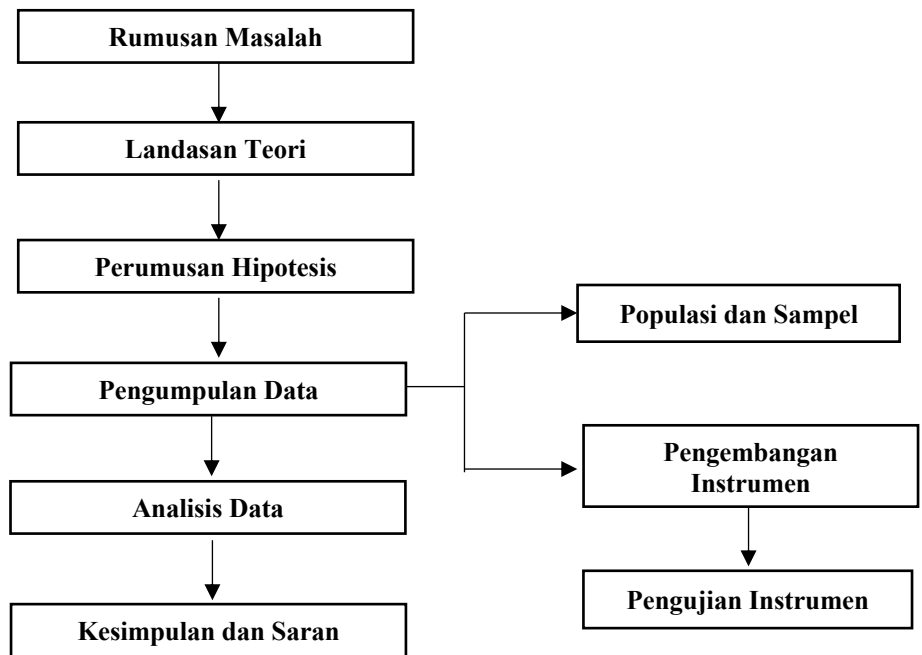 Rumusan Masalah
Landasan Teori
Perumusan Hipotesis
Populasi dan Sampel
Pengumpulan Data
Pengembangan
Instrumen
Analisis Data
Pengujian Instrumen
Kesimpulan dan Saran